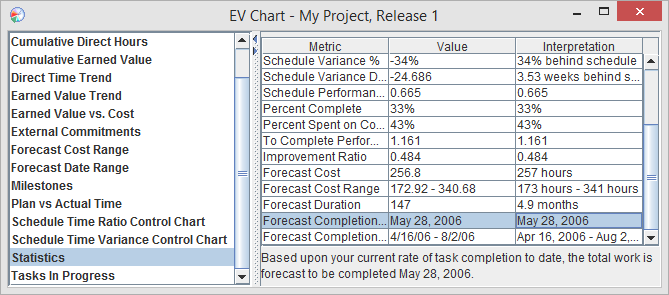 EV Chart - My Project, Release 1
Cumulative Direct Hours
Cumulative Earned Value
Direct Time Trend
Earned Value Trend
Earned Value vs. Cost
External Commitments
Forecast Cost Range
Forecast Date Range
Milestones
Plan vs Actual Time
Schedule Time Ratio Control Chart
Schedule Time Variance Control Chart
Statistics
Tasks In Progress
Metric Value Interpretation
Schedule Variance % -34% 34% behind schedule
Schedule Variance D... -24.686 3.53 weeks behind s...
Schedule Performan... 0.665 0.665
Percent Complete 33% 33%
Percent Spent on Co... 43% 43%
To Complete Perfor... 1.161 1.161
Improvement Ratio 0.484 0.484
Forecast Cost 256.8 257 hours
Forecast Cost Range 172.92 - 340.68 173 hours - 341 hours
Forecast Duration 147 4.9 months
Forecast Completion... May 28, 2006 May 28, 2006
Forecast Completion... 4/16/06 - 8/2/06 Apr 16, 2006 - Aug 2,...
Based upon your current rate of task completion to date, the total work is
forecast to be completed May 28, 2006.